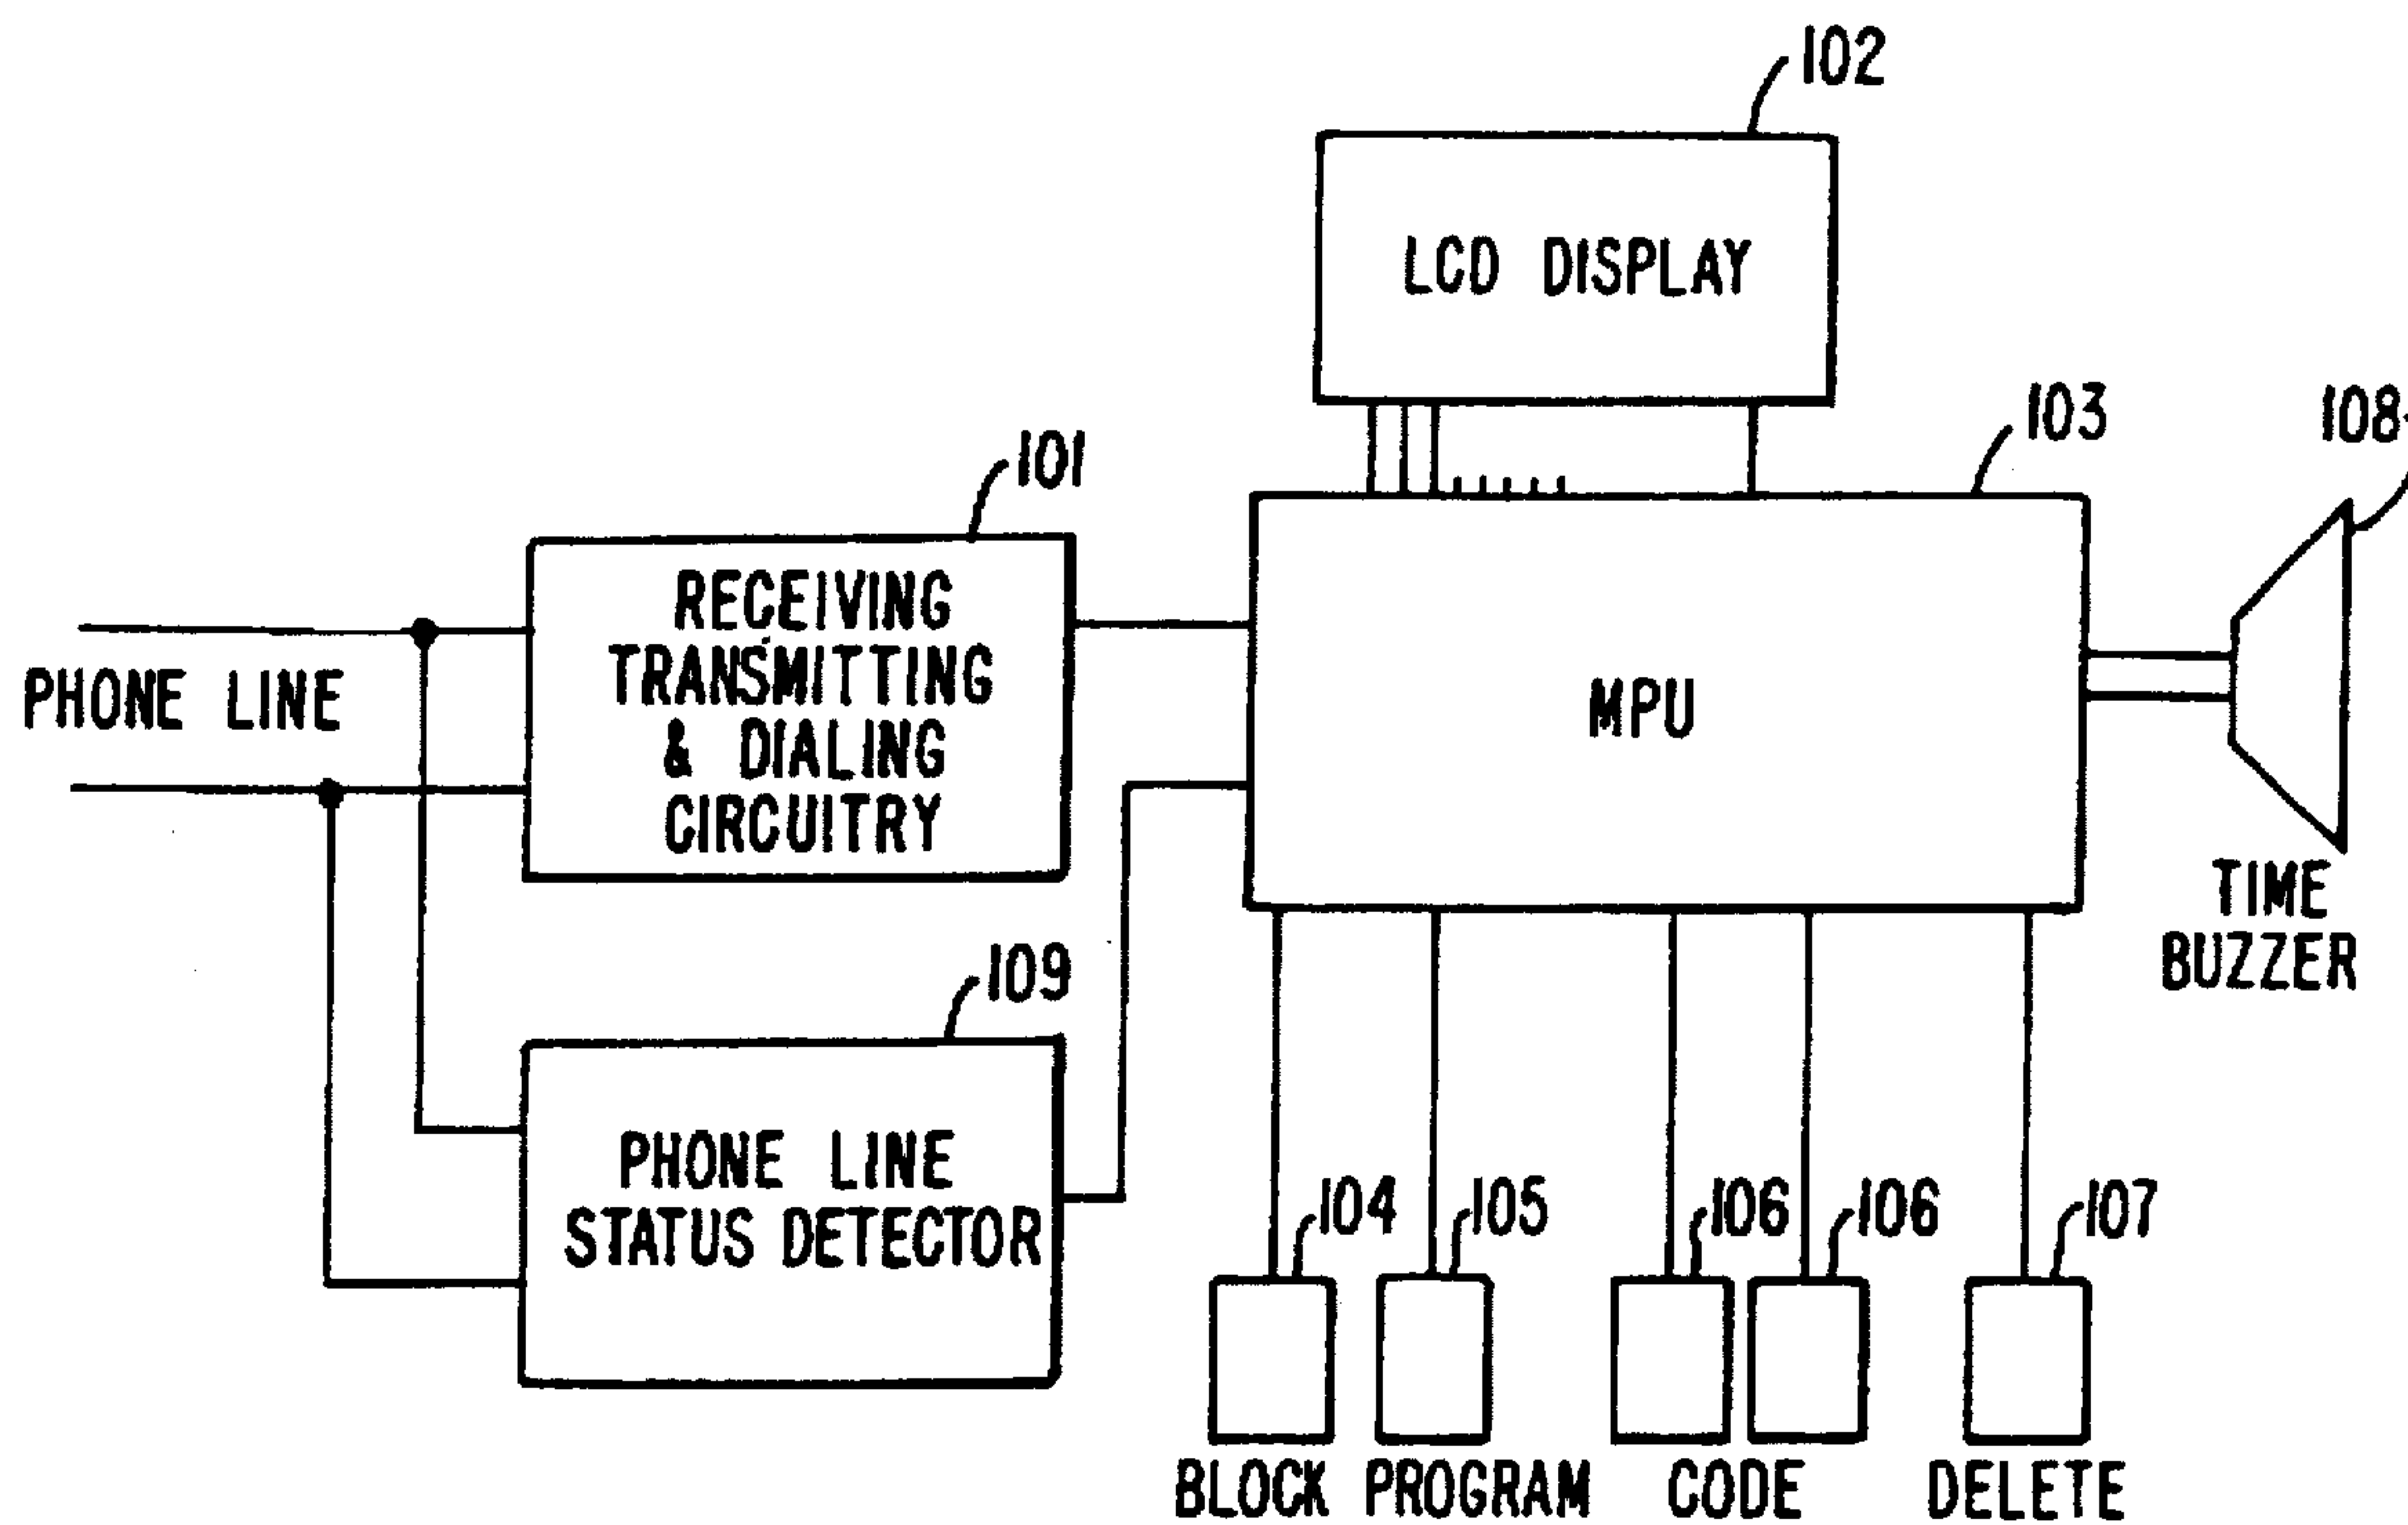 102
LCD DISPLAY
103
108
101
RECEIVING
TRANSMITTING
& DIALING
CIRCUITRY
PHONE LINE
MPU
TIME
BUZZER
109
PHONE LINE
STATUS DETECTOR
104
105
106
106
107
BLOCK
PROGRAM
CODE
DELETE